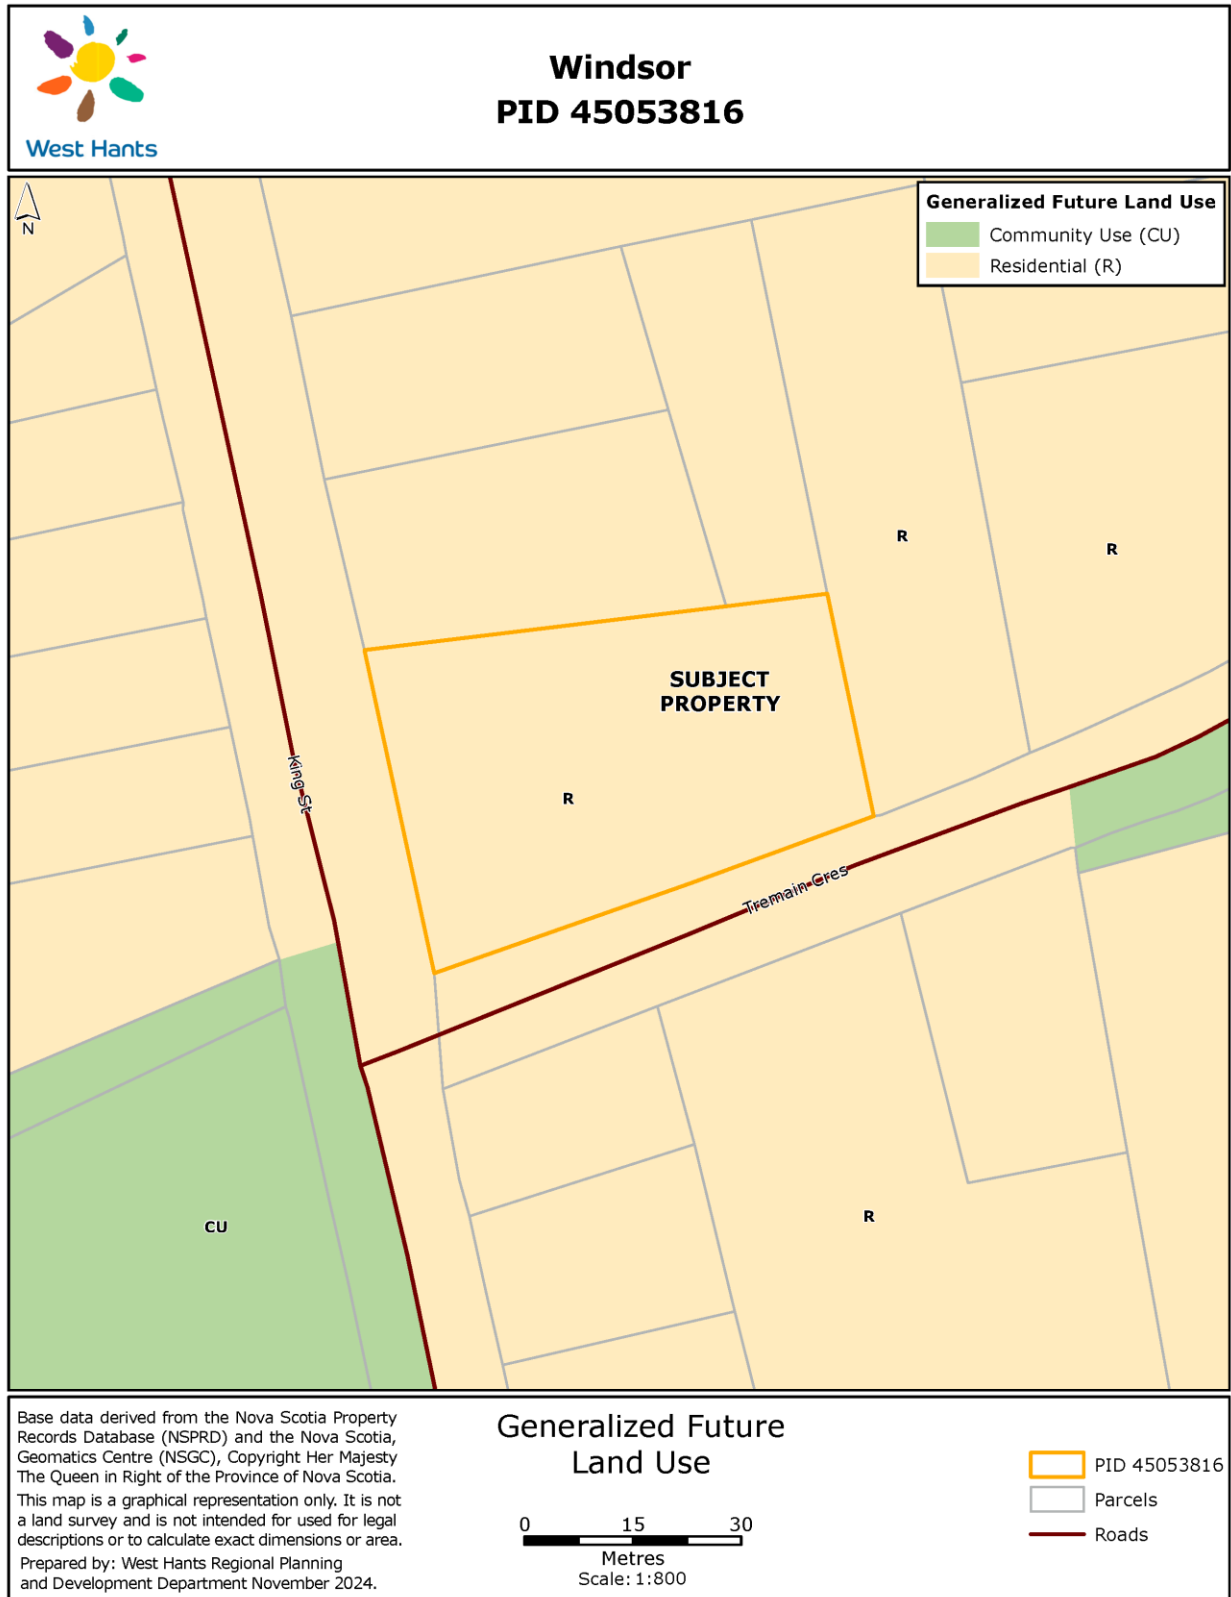 West Hants
Windsor
PID 45053816
N
Generalized Future Land Use
Community Use (CU)
Residential (R)
R
R
SUBJECT
PROPERTY
King St
R
Tremain Cres
CU
R
Base data derived from the Nova Scotia Property
Records Database (NSPRD) and the Nova Scotia,
Geomatics Centre (NSGC), Copyright Her Majesty
The Queen in Right of the Province of Nova Scotia.
This map is a graphical representation only. It is not
a land survey and is not intended for used for legal
descriptions or to calculate exact dimensions or area.
Prepared by: West Hants Regional Planning
and Development Department November 2024.
Generalized Future
Land Use
0 15 30
Metres
Scale: 1:800
PID 45053816
Parcels
Roads